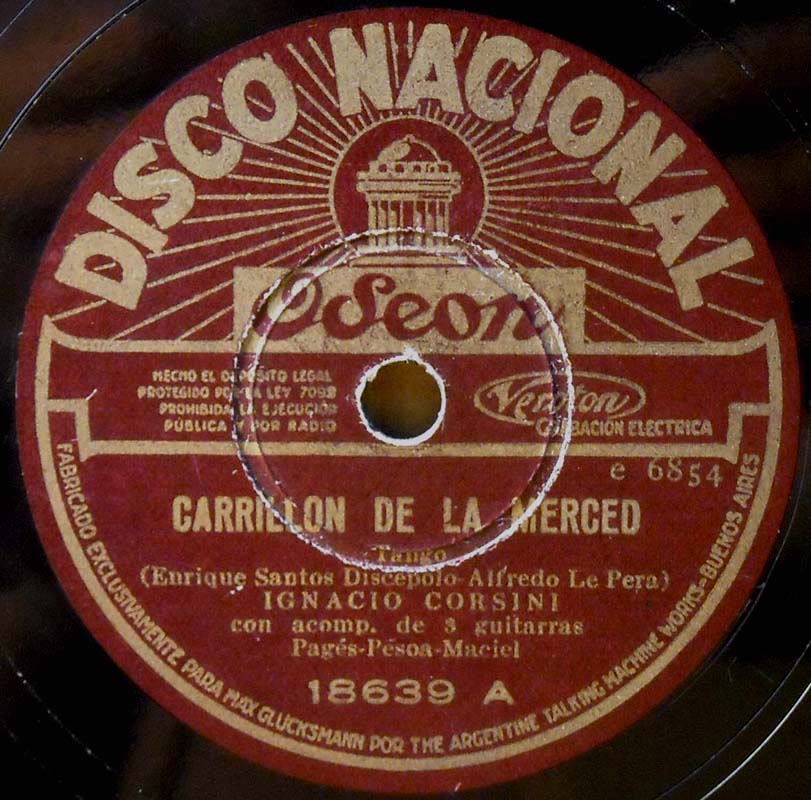 DISCO NACIONAL
Odeon
HECHO EL DEPÓSITO LEGAL
PROTEGIDO POR LA LEY 7092
PROHIBIDA LA EJECUCIÓN
PÚBLICA Y POR RADIO
Veroton
GRABACIÓN ELECTRICA
e 6854
CARRILLON DE LA MERCED
Tango
(Enrique Santos Discépolo-Alfredo Le Pera)
IGNACIO CORSINI
con acomp. de 3 guitarras
Pagés-Pesoa-Maciel
18639 A
FABRICADO EXCLUSIVAMENTE PARA MAX GLUCKSMANN POR THE ARGENTINE TALKING MACHINE WORKS-BUENOS AIRES